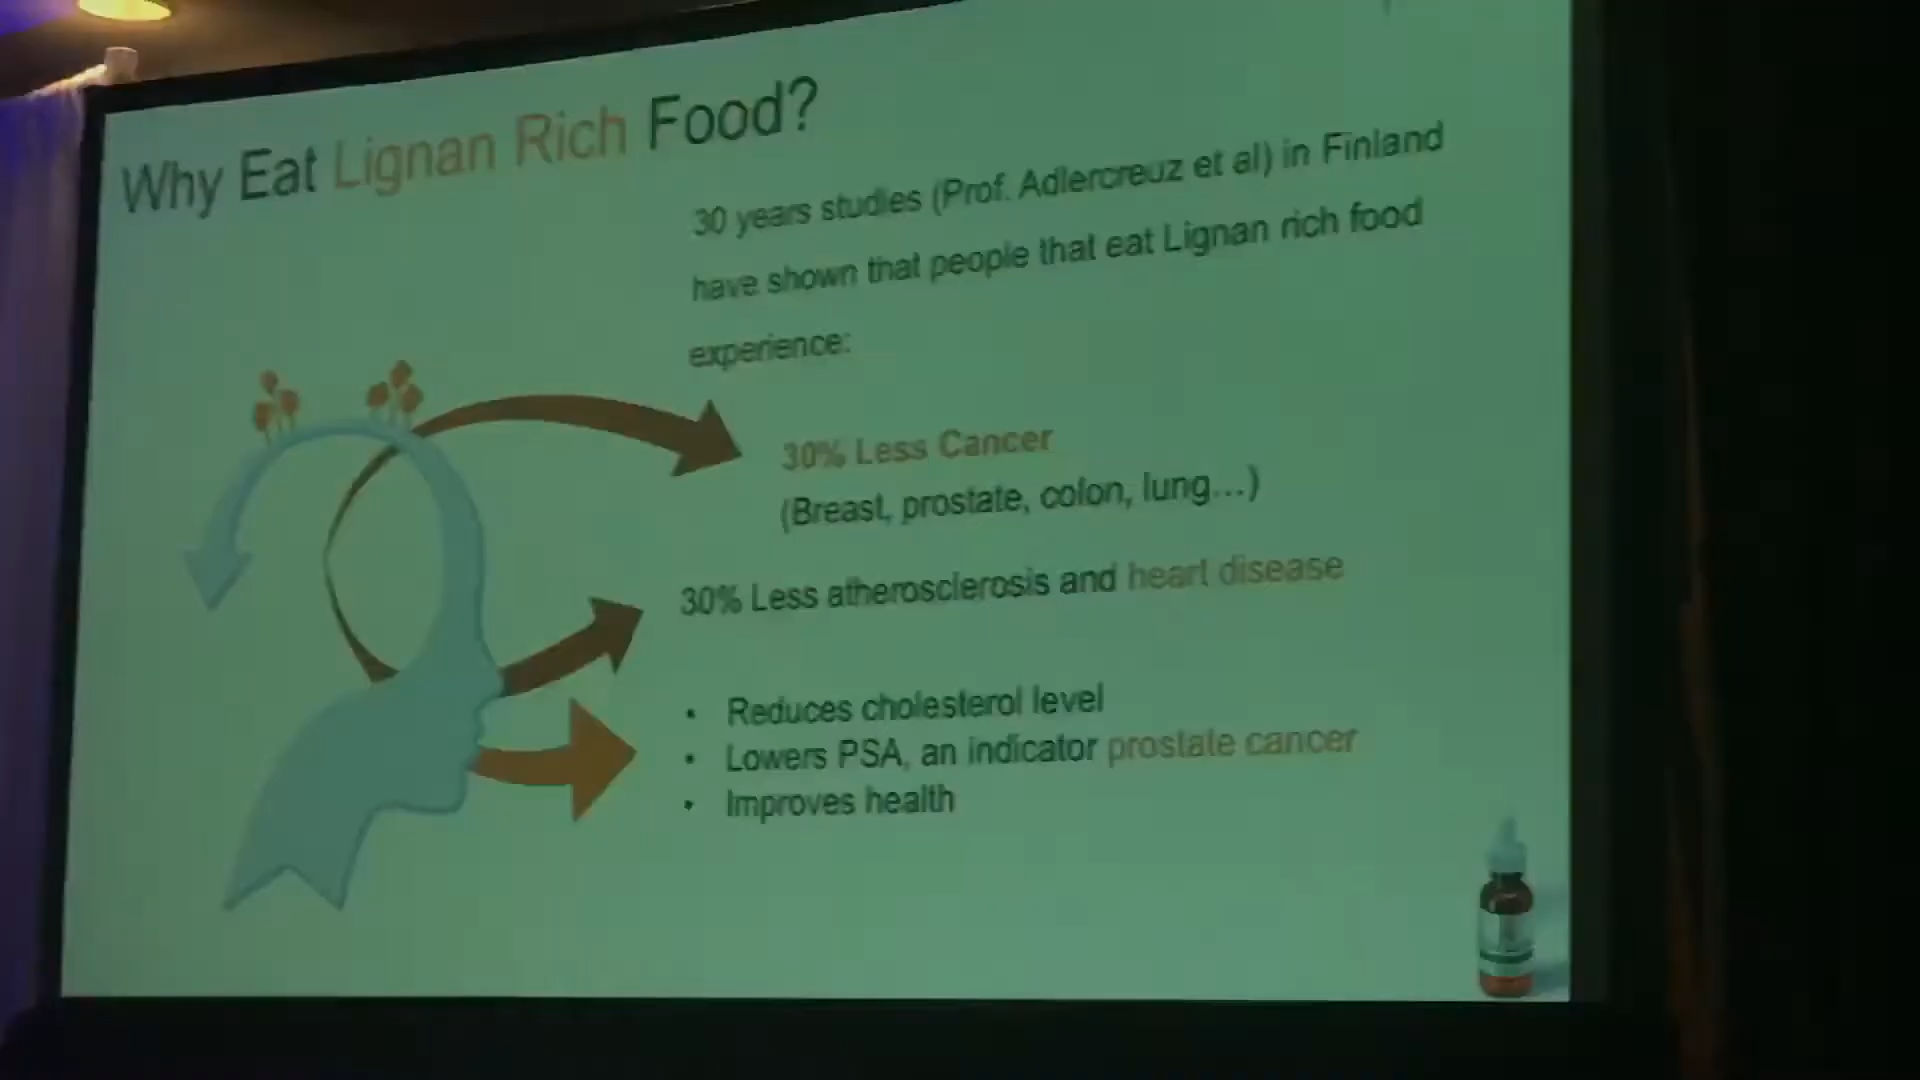 Why Eat Lignan Rich Food?
30 years studies (Prof. Adlercreuz et al) in Finland
have shown that people that eat Lignan rich food
experience:
30% Less Cancer
(Breast, prostate, colon, lung...)
30% Less atherosclerosis and heart disease
• Reduces cholesterol level
• Lowers PSA, an indicator prostate cancer
• Improves health